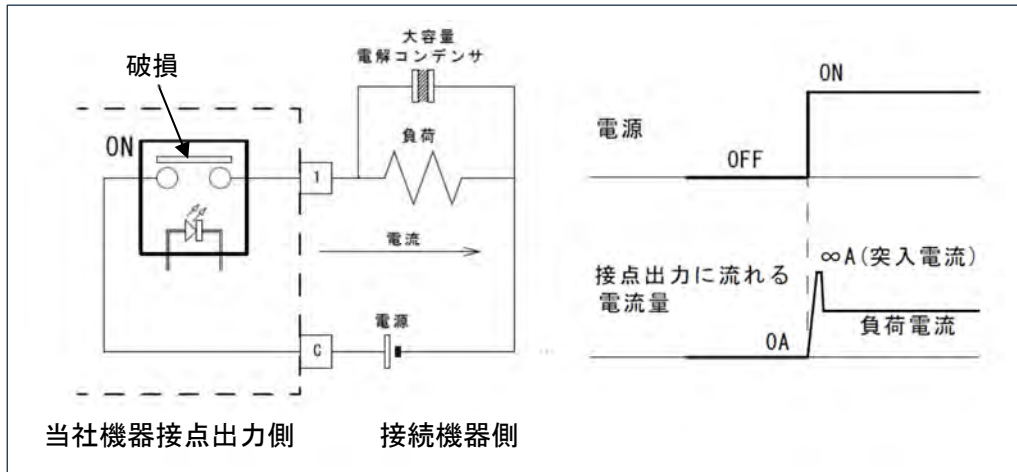 大容量
電解コンデンサ
破損
ON
負荷
1
電流
電源
C
当社機器接点出力側
接続機器側
ON
電源
OFF
∞A(突入電流)
接点出力に流れる
電流量
負荷電流
0A